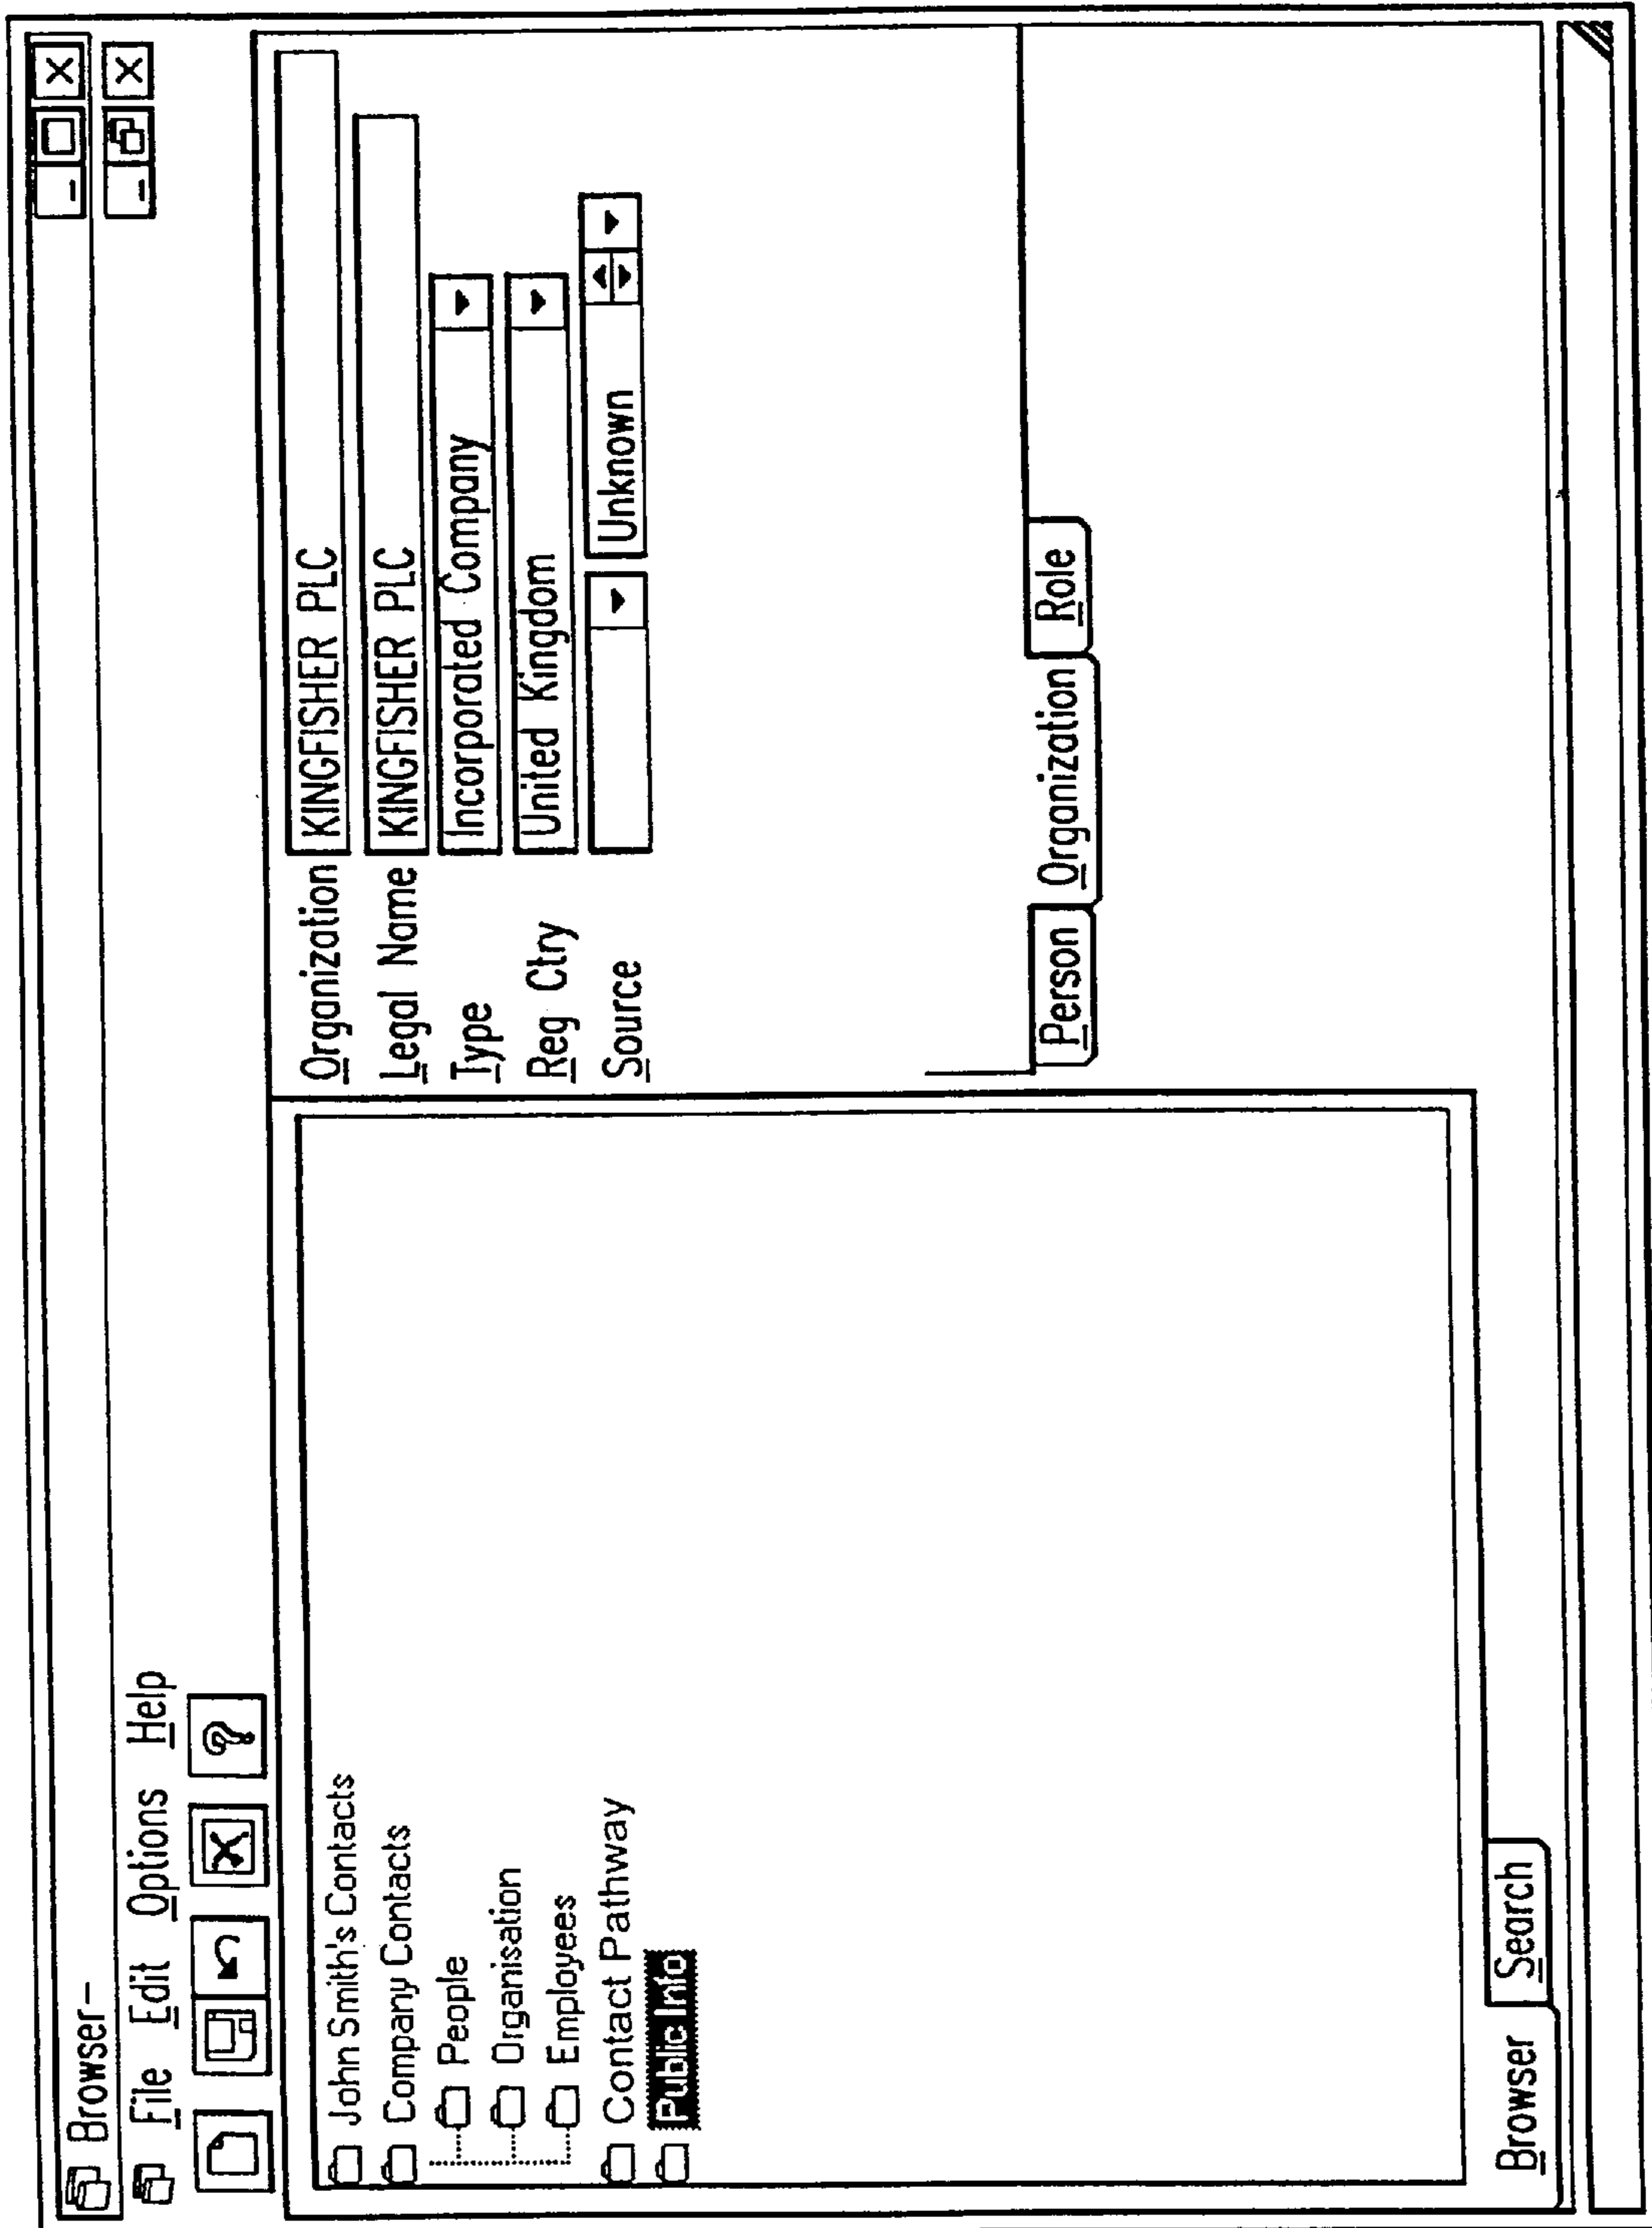 Browser-
File Edit Options Help
?
John Smith's Contacts
Company Contacts
People
Organisation
Employees
Contact Pathway
Public Info
Browser Search
Organization KINGFISHER PLC
Legal Name KINGFISHER PLC
Type Incorporated Company
Reg Ctry United Kingdom
Source Unknown
Person Organization Role